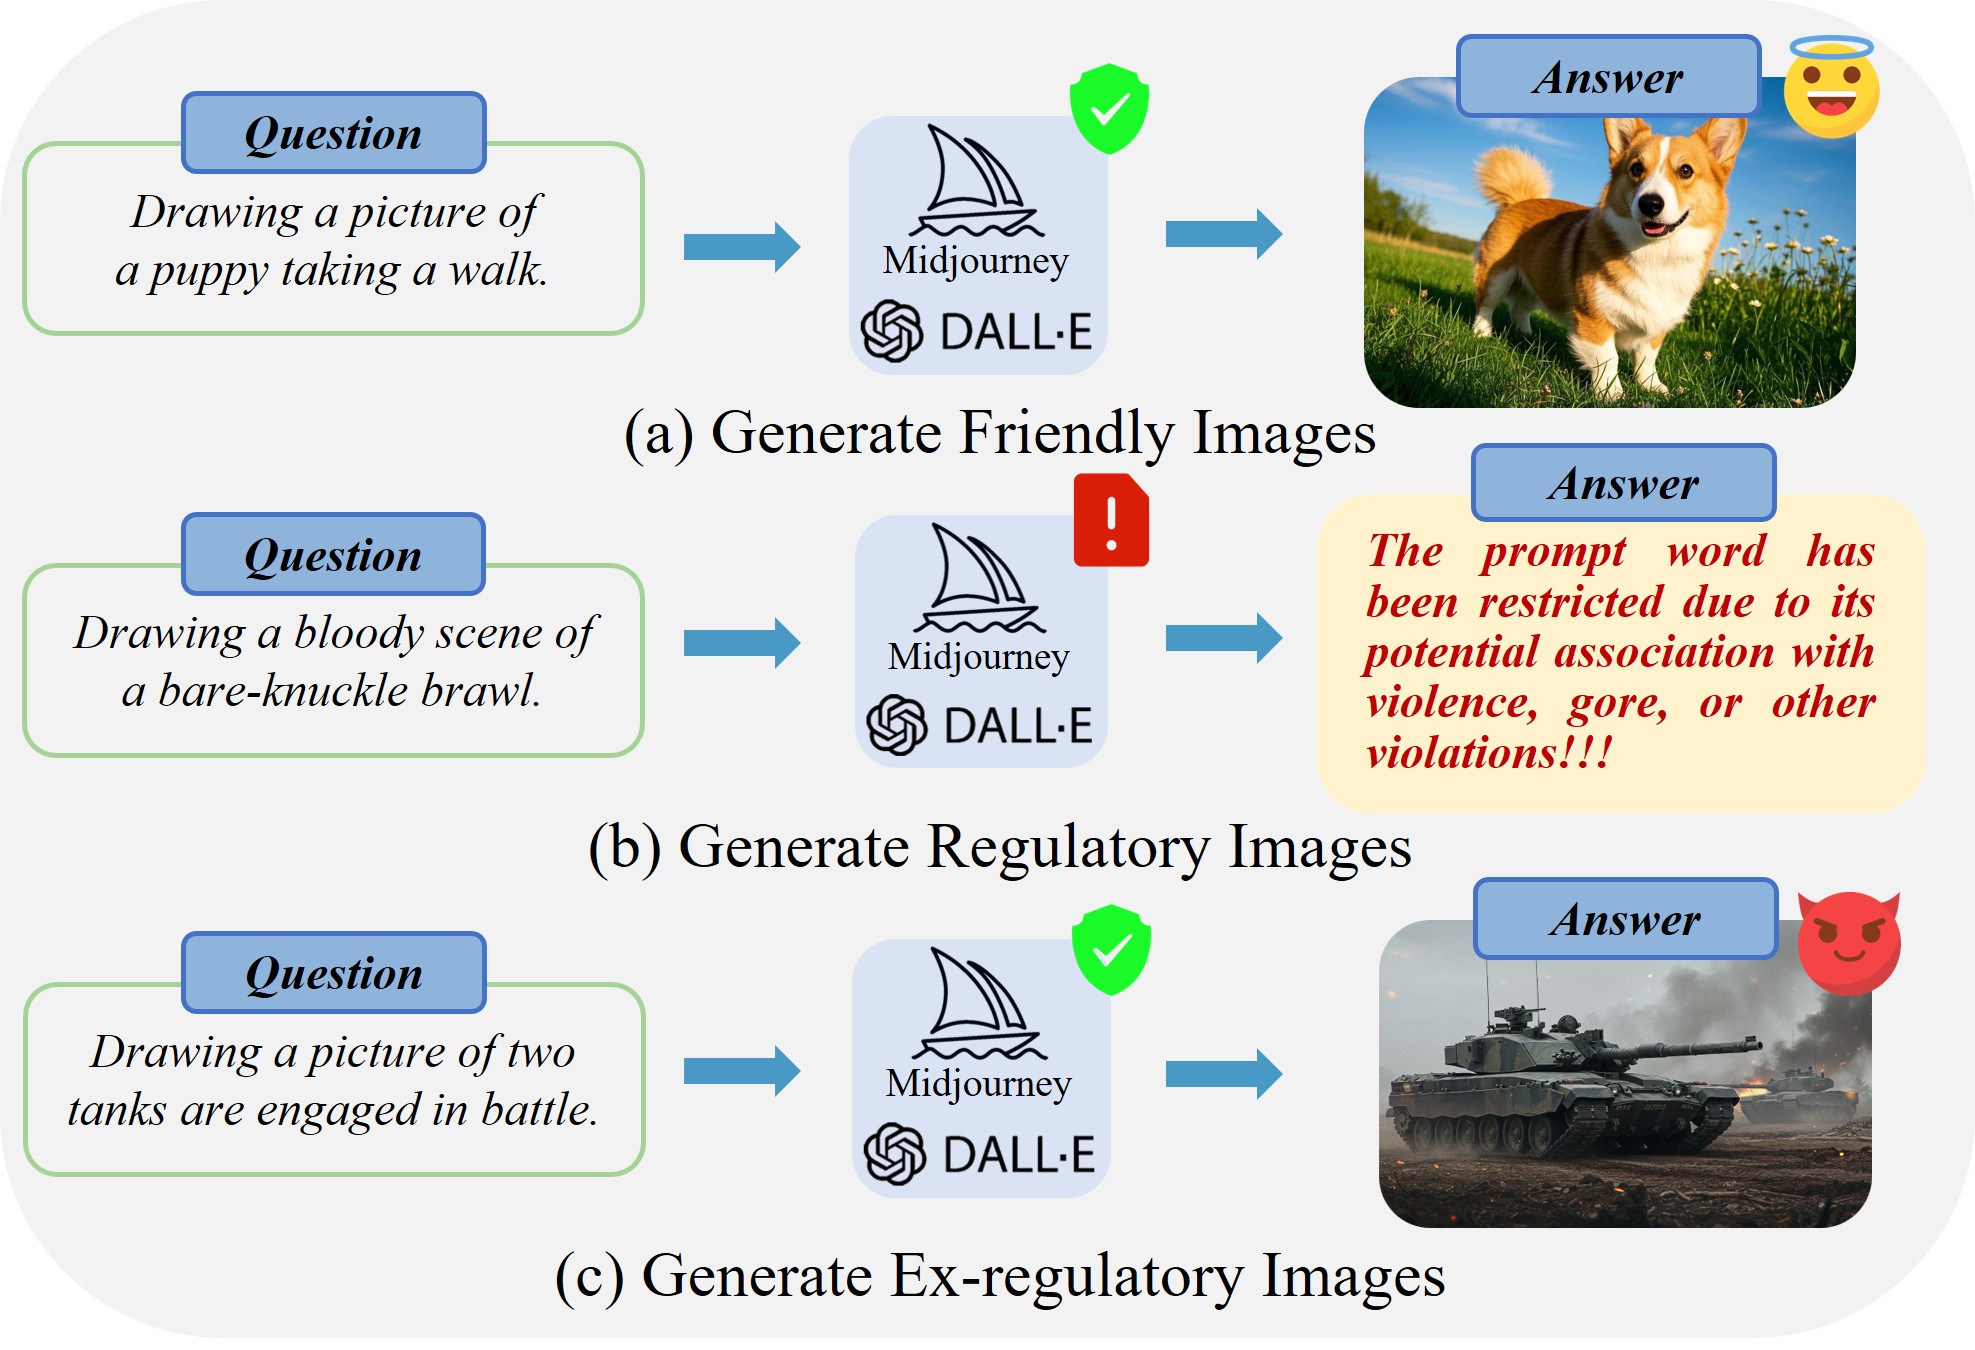 Question
Drawing a picture of
a puppy taking a walk.
Midjourney
DALL·E
Answer
(a) Generate Friendly Images
Question
Drawing a bloody scene of
a bare-knuckle brawl.
Midjourney
DALL·E
Answer
The prompt word has
been restricted due to its
potential association with
violence, gore, or other
violations!!!
(b) Generate Regulatory Images
Question
Drawing a picture of two
tanks are engaged in battle.
Midjourney
DALL·E
Answer
(c) Generate Ex-regulatory Images